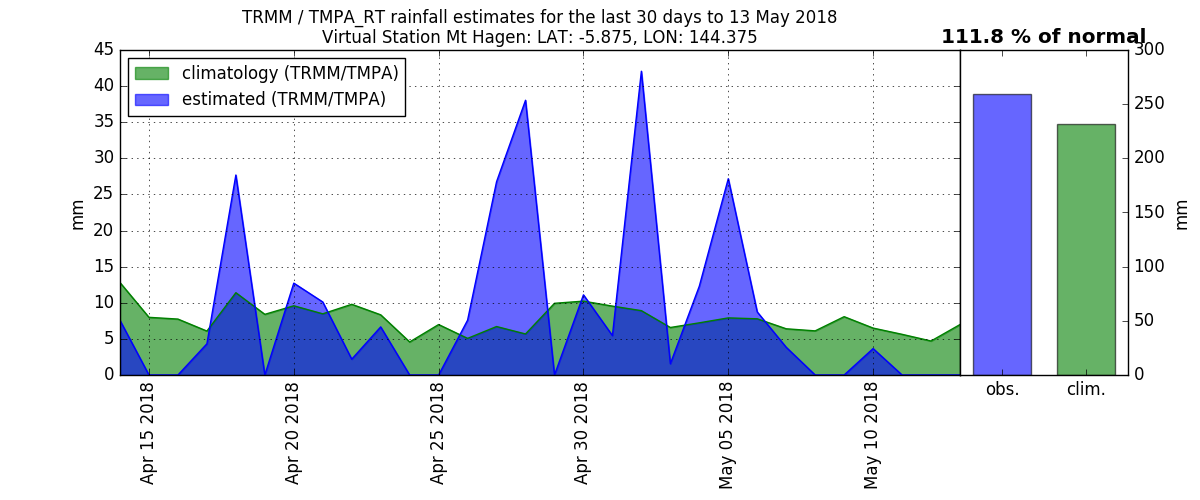 TRMM / TMPA_RT rainfall estimates for the last 30 days to 13 May 2018
Virtual Station Mt Hagen: LAT: -5.875, LON: 144.375
111.8 % of normal
climatology (TRMM/TMPA)
estimated (TRMM/TMPA)
mm
45
40
35
30
25
20
15
10
5
0
Apr 15 2018
Apr 20 2018
Apr 25 2018
Apr 30 2018
May 05 2018
May 10 2018
obs.
clim.
300
250
200
150
100
50
0
mm